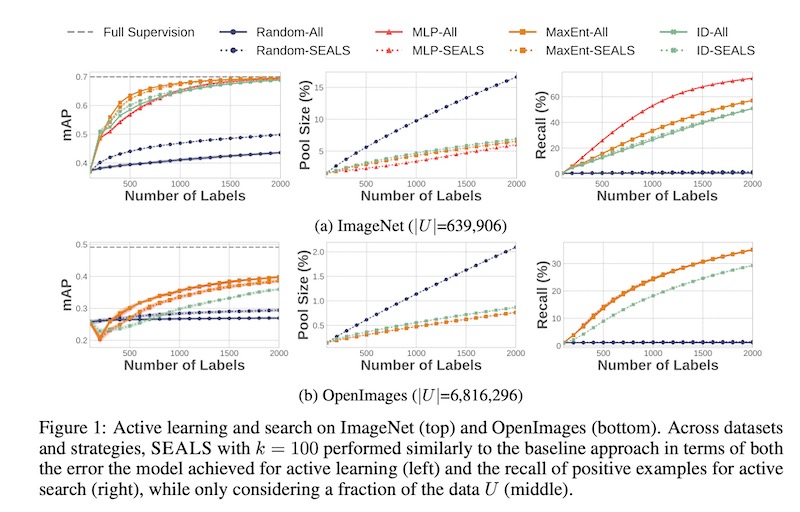 Full Supervision Random-All MLP-All MaxEnt-All ID-All
Random-SEALS MLP-SEALS MaxEnt-SEALS ID-SEALS
mAP 0.7 0.6 0.5 0.4
500 1000 1500 2000
Number of Labels
Pool Size (%) 15 10 5
500 1000 1500 2000
Number of Labels
Recall (%) 60 40 20 0
500 1000 1500 2000
Number of Labels
(a) ImageNet (|U|=639,906)
mAP 0.5 0.4 0.3 0.2
500 1000 1500 2000
Number of Labels
Pool Size (%) 2.0 1.5 1.0 0.5
500 1000 1500 2000
Number of Labels
Recall (%) 30 20 10 0
500 1000 1500 2000
Number of Labels
(b) OpenImages (|U|=6,816,296)
Figure 1: Active learning and search on ImageNet (top) and OpenImages (bottom). Across datasets
and strategies, SEALS with k = 100 performed similarly to the baseline approach in terms of both
the error the model achieved for active learning (left) and the recall of positive examples for active
search (right), while only considering a fraction of the data U (middle).